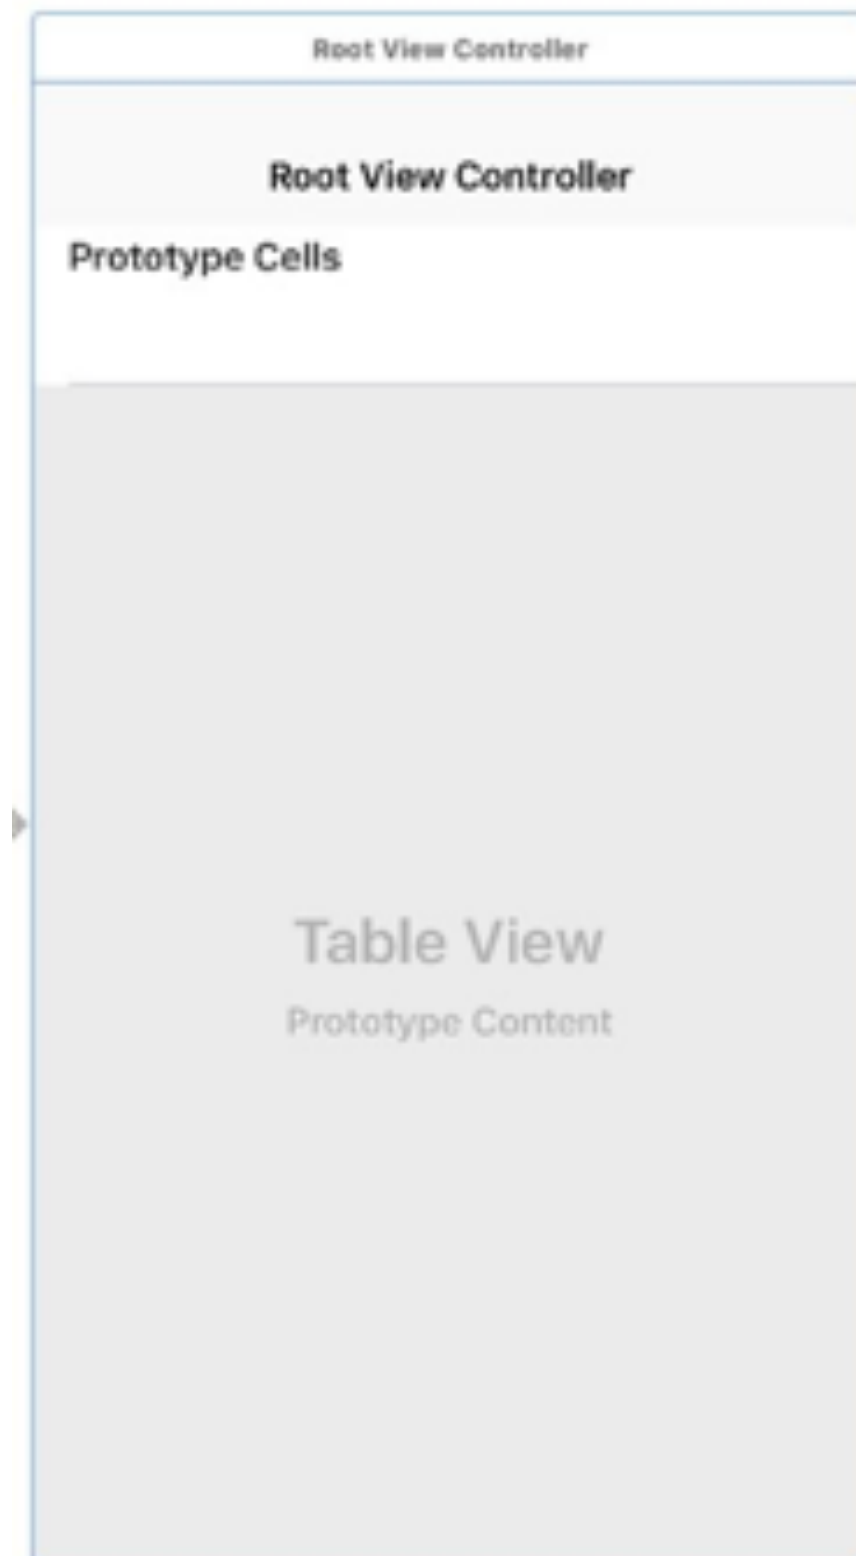 Root View Controller
Root View Controller
Prototype Cells
Table View
Prototype Content